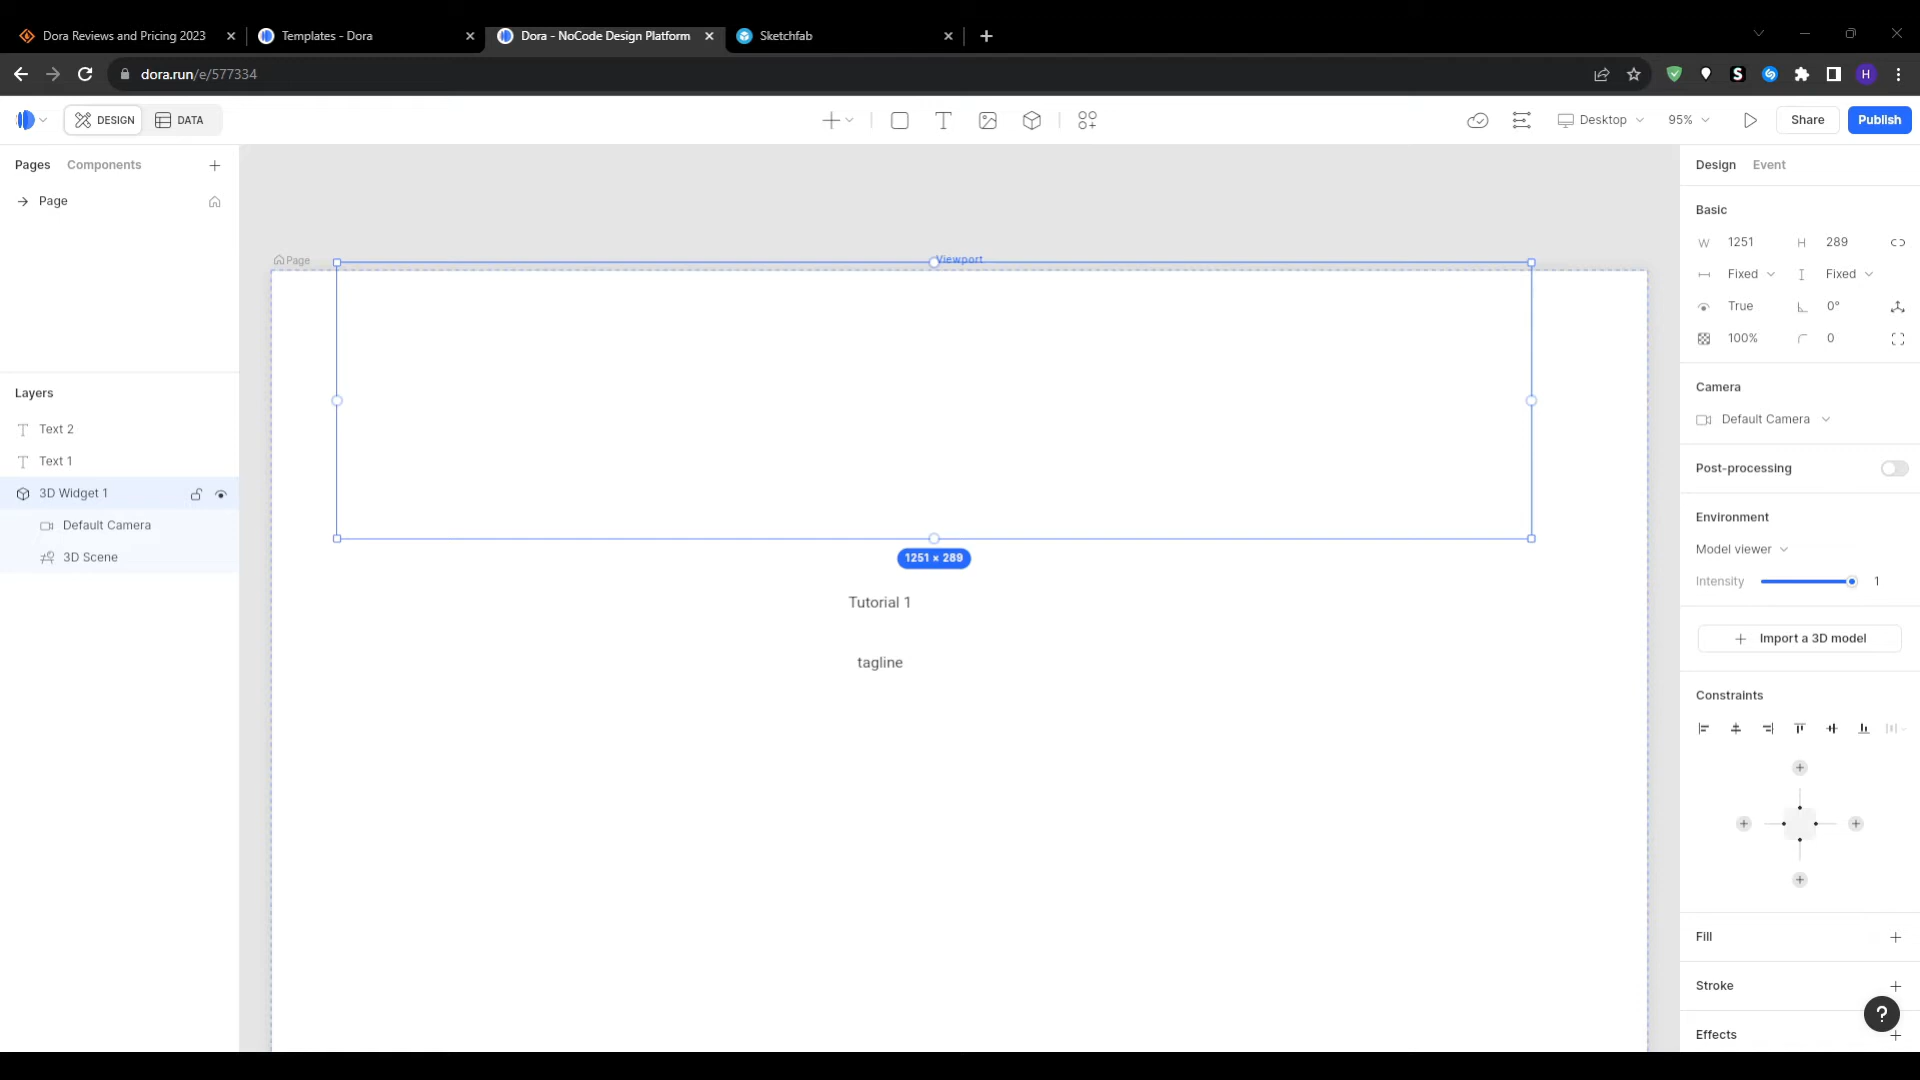 Dora Reviews and Pricing 2023
Templates - Dora
Dora - NoCode Design Platform
Sketchfab
dora.run/e/577334
S
H
DESIGN
DATA
Desktop
95%
Share
Publish
Pages
Components
Page
Layers
Text 2
Text 1
3D Widget 1
Default Camera
3D Scene
Page
Viewport
1251 × 289
Tutorial 1
tagline
Design
Event
Basic
W 1251 H 289
Fixed Fixed
True 0°
100% 0
Camera
Default Camera
Post-processing
Environment
Model viewer
Intensity 1
Import a 3D model
Constraints
Fill
Stroke
?
Effects